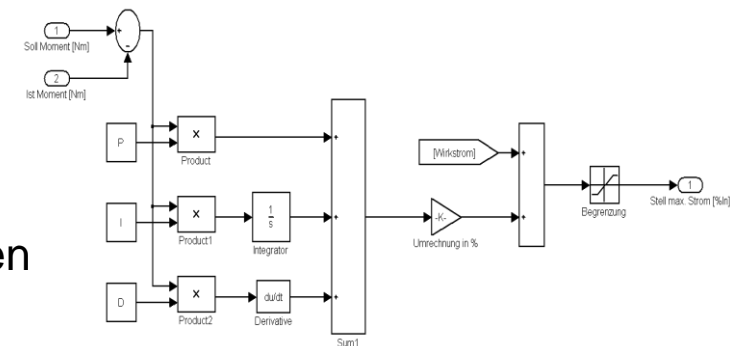 1
Soll Moment [Nm]
+
-
2
Ist Moment [Nm]
P
×
Product
I
×
Product1
1
s
Integrator
D
×
Product2
du/dt
Derivative
+
+
+
Sum1
[Wirkstrom]
-K-
Umrechnung in %
+
+
Begrenzung
1
Stell max. Strom [%In]
en